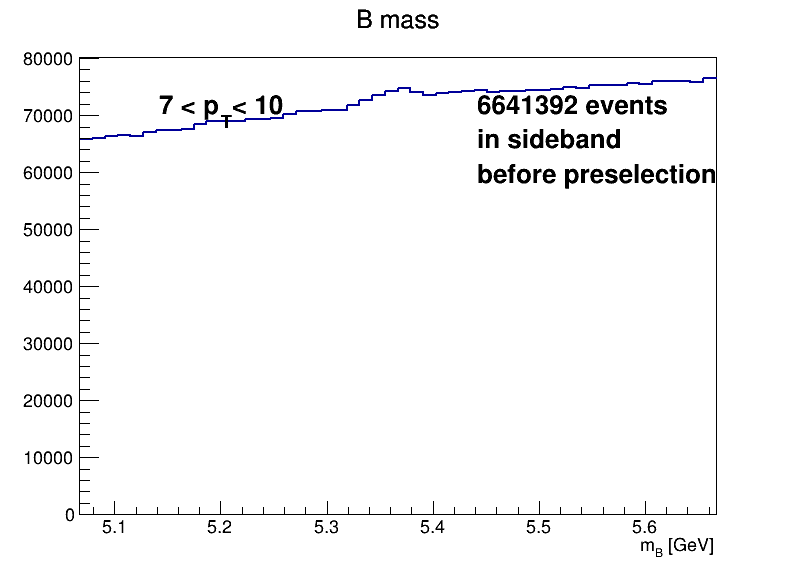 B mass
80000
7 < p_T < 10
6641392 events
70000
in sideband
60000
before preselection
50000
40000
30000
20000
10000
0
5.1 5.2 5.3 5.4 5.5 5.6
m_B [GeV]